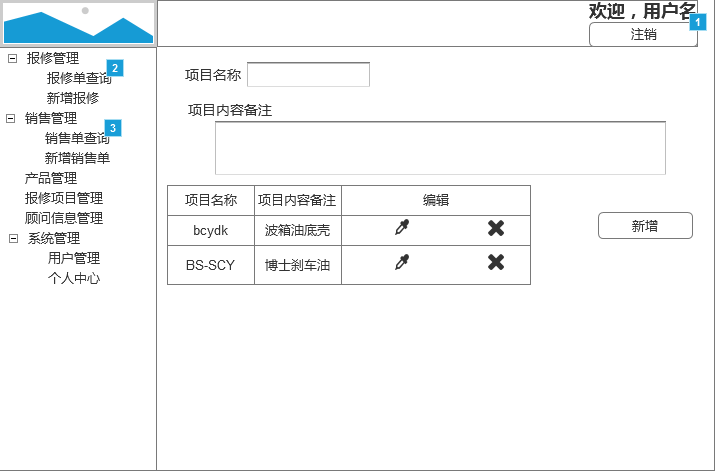 欢迎，用户名
1
注销
报修管理
2
报修单查询
新增报修
销售管理
3
销售单查询
新增销售单
产品管理
报修项目管理
顾问信息管理
系统管理
用户管理
个人中心
项目名称
项目内容备注
项目名称 项目内容备注 编辑
bcydk 波箱油底壳
BS-SCY 博士刹车油
新增